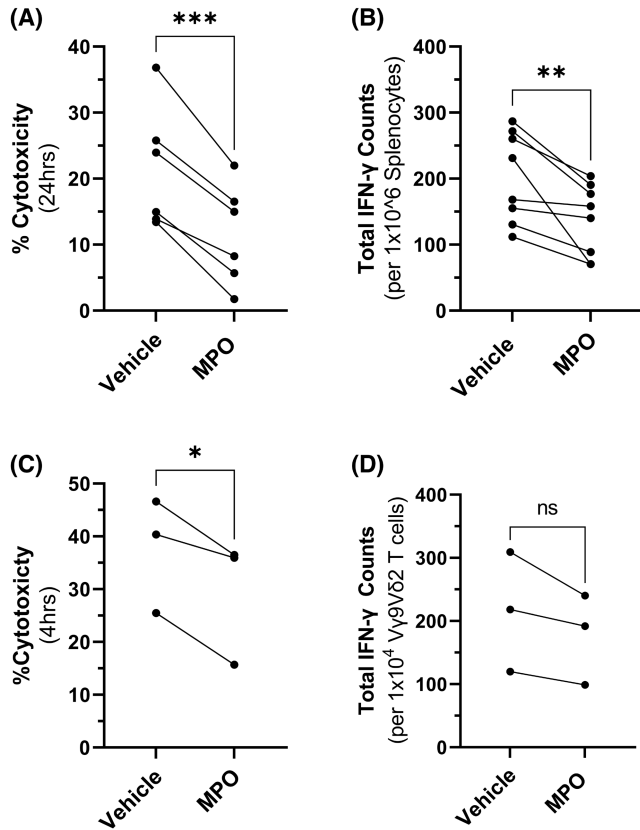 (A)
***
% Cytotoxicity
(24hrs)
40
30
20
10
0
Vehicle
MPO
(B)
**
Total IFN-γ Counts
(per 1x10^6 Splenocytes)
400
300
200
100
0
Vehicle
MPO
(C)
*
%Cytotoxicty
(4hrs)
50
40
30
20
10
0
Vehicle
MPO
(D)
ns
Total IFN-γ Counts
(per 1x10⁴ Vγ9Vδ2 T cells)
400
300
200
100
0
Vehicle
MPO